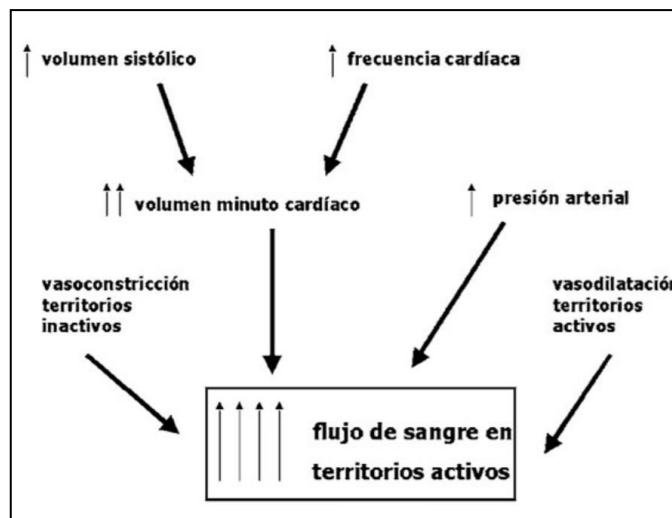 volumen sistólico
frecuencia cardíaca
volumen minuto cardíaco
presión arterial
vasoconstricción
territorios
inactivos
vasodilatación
territorios
activos
flujo de sangre en
territorios activos